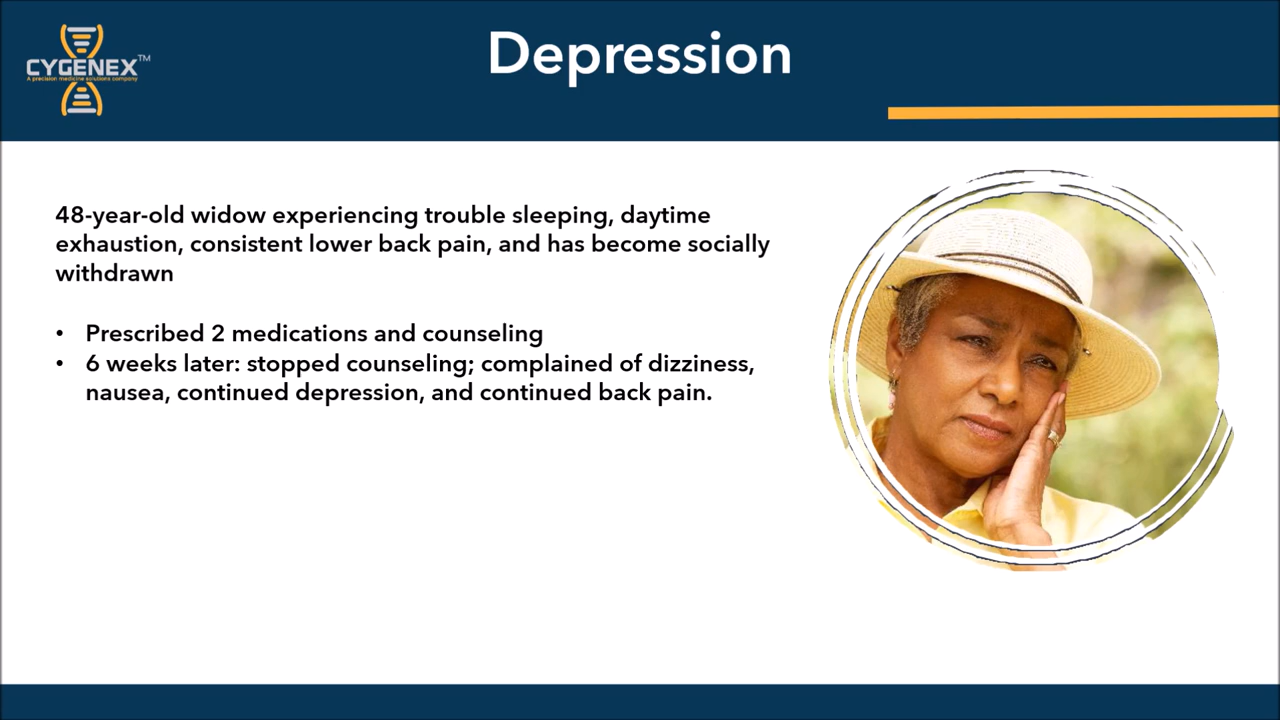 Depression
CYGENEX™
A precision medicine solutions company
48-year-old widow experiencing trouble sleeping, daytime
exhaustion, consistent lower back pain, and has become socially
withdrawn
• Prescribed 2 medications and counseling
• 6 weeks later: stopped counseling; complained of dizziness,
nausea, continued depression, and continued back pain.